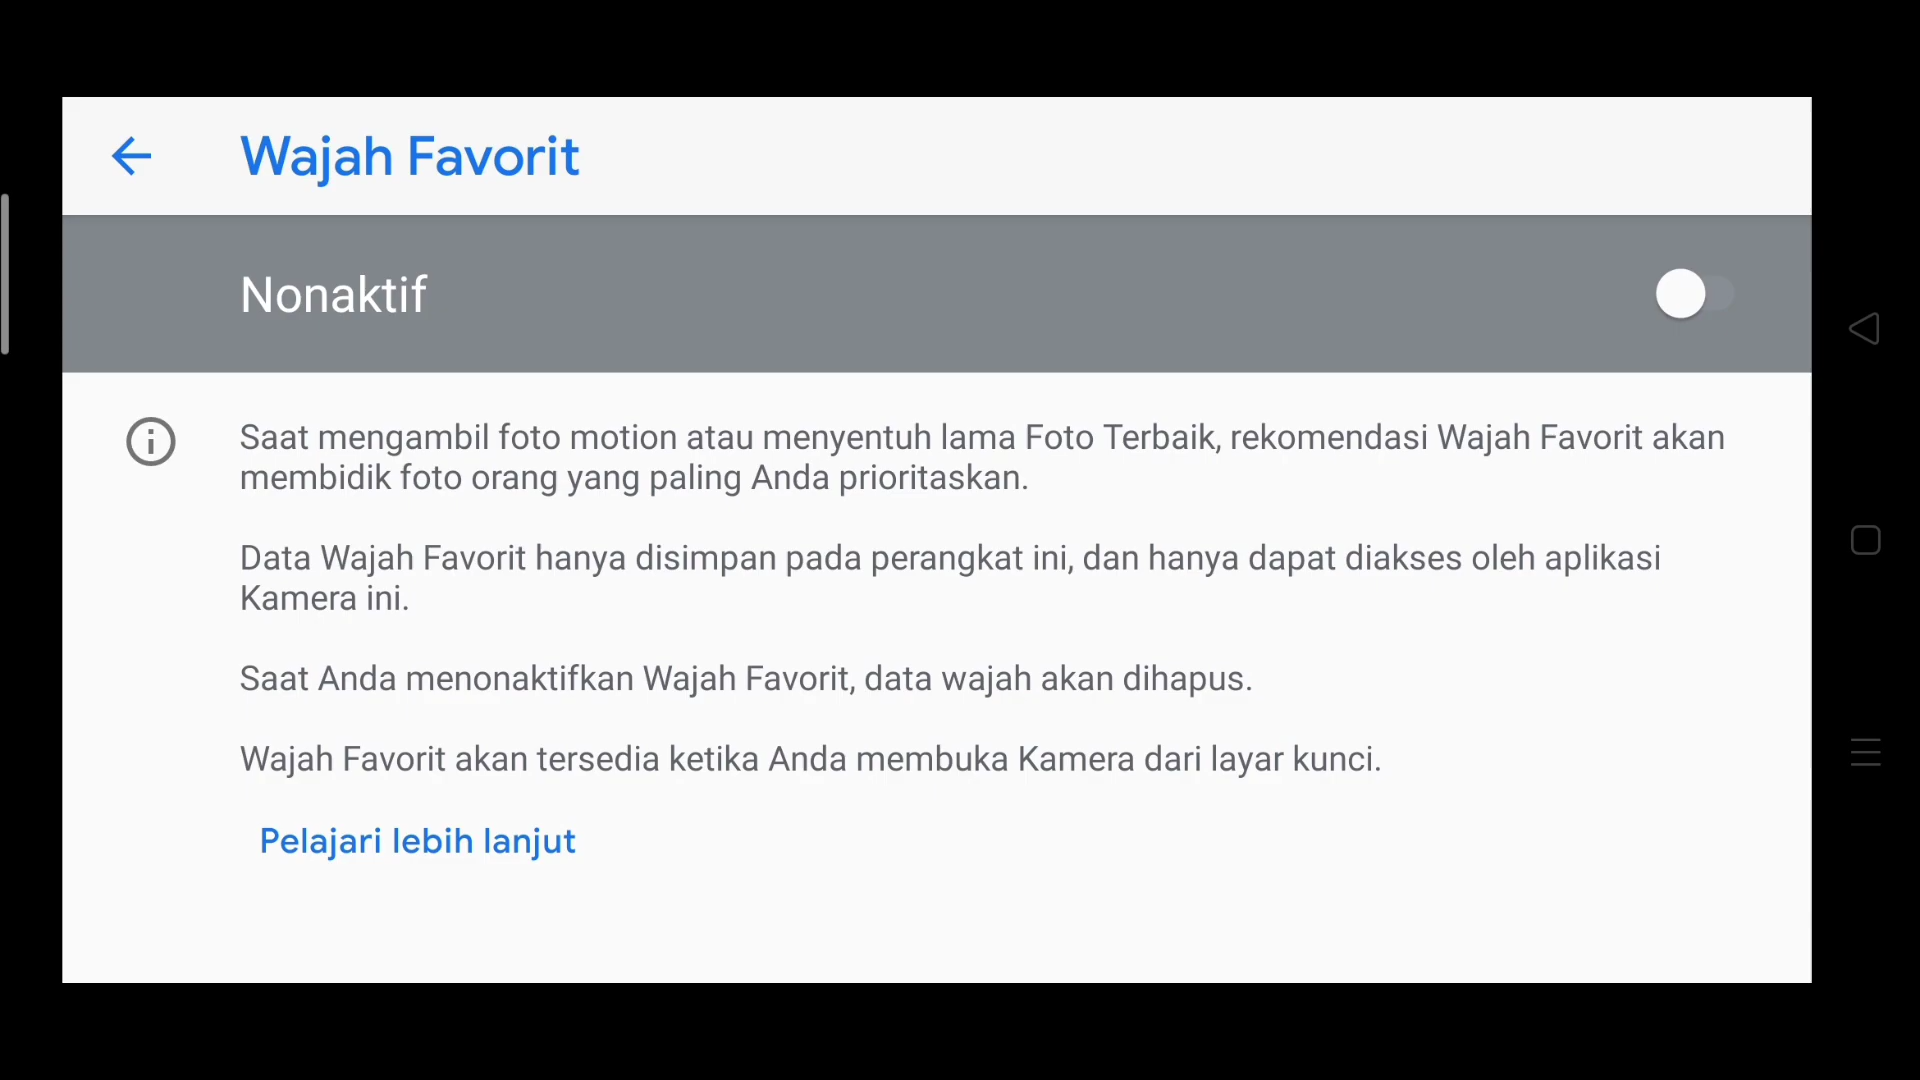 Wajah Favorit
Nonaktif
Saat mengambil foto motion atau menyentuh lama Foto Terbaik, rekomendasi Wajah Favorit akan
membidik foto orang yang paling Anda prioritaskan.
Data Wajah Favorit hanya disimpan pada perangkat ini, dan hanya dapat diakses oleh aplikasi
Kamera ini.
Saat Anda menonaktifkan Wajah Favorit, data wajah akan dihapus.
Wajah Favorit akan tersedia ketika Anda membuka Kamera dari layar kunci.
Pelajari lebih lanjut